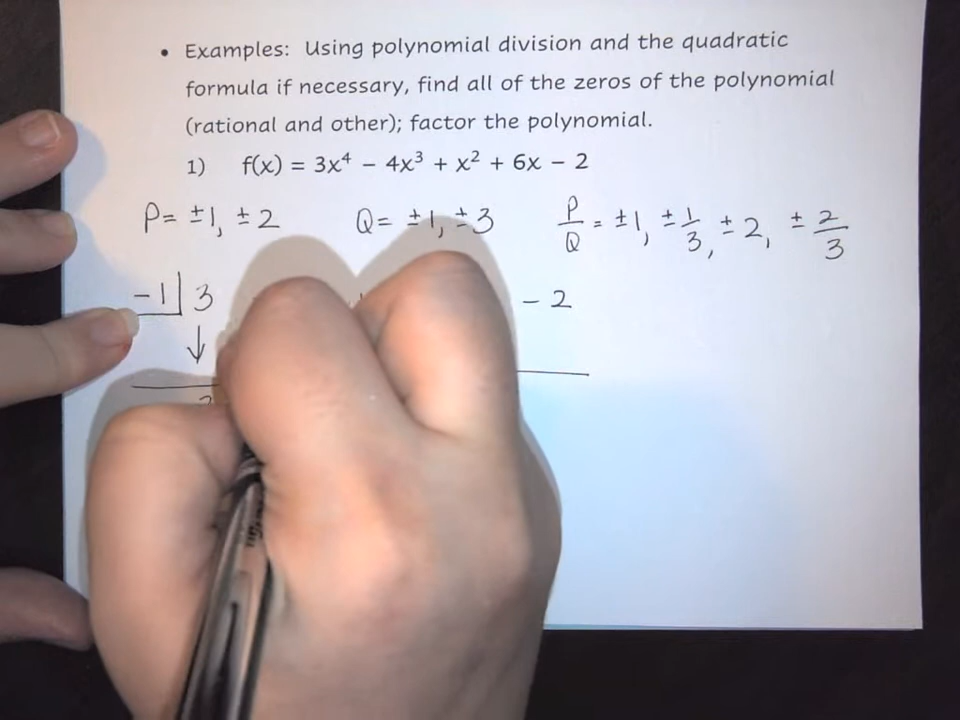 • Examples: Using polynomial division and the quadratic
formula if necessary, find all of the zeros of the polynomial
(rational and other); factor the polynomial.
1) f(x) = 3x⁴ − 4x³ + x² + 6x − 2
P= ±1, ±2 Q= ±1, ±3 P/Q = ±1, ±1/3, ±2, ±2/3
-1| 3 - 2
↓